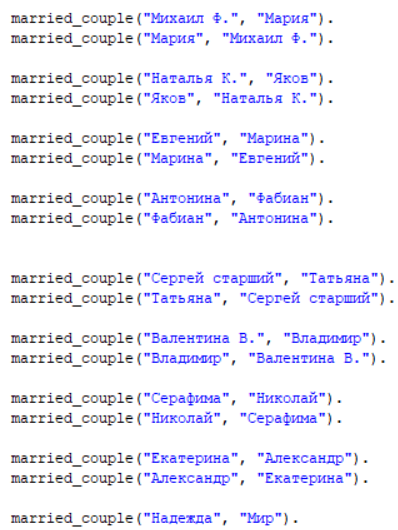 married_couple("Михаил Ф.", "Мария").
married_couple("Мария", "Михаил Ф.").
married_couple("Наталья К.", "Яков").
married_couple("Яков", "Наталья К.").
married_couple("Евгений", "Марина").
married_couple("Марина", "Евгений").
married_couple("Антонина", "Фабиан").
married_couple("Фабиан", "Антонина").
married_couple("Сергей старший", "Татьяна").
married_couple("Татьяна", "Сергей старший").
married_couple("Валентина В.", "Владимир").
married_couple("Владимир", "Валентина В.").
married_couple("Серафима", "Николай").
married_couple("Николай", "Серафима").
married_couple("Екатерина", "Александр").
married_couple("Александр", "Екатерина").
married_couple("Надежда", "Мир").